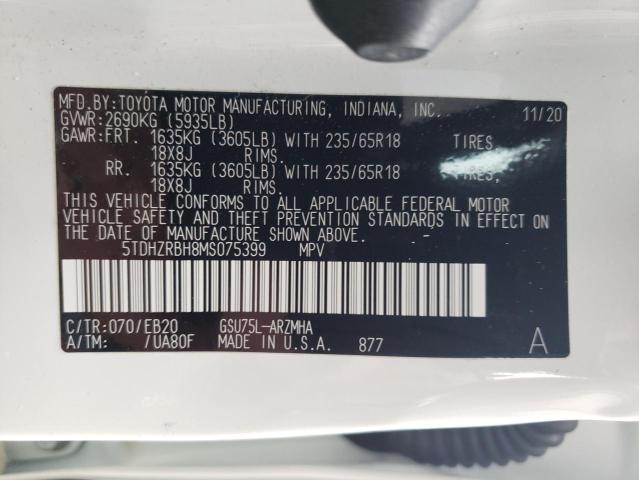 MFD.BY:TOYOTA MOTOR MANUFACTURING, INDIANA, INC. 11/20
GVWR:2690KG (5935LB)
GAWR:FRT. 1635KG (3605LB) WITH 235/65R18 TIRES,
18X8J RIMS.
RR. 1635KG (3605LB) WITH 235/65R18 TIRES,
18X8J RIMS.
THIS VEHICLE CONFORMS TO ALL APPLICABLE FEDERAL MOTOR
VEHICLE SAFETY AND THEFT PREVENTION STANDARDS IN EFFECT ON
THE DATE OF MANUFACTURE SHOWN ABOVE.
5TDHZRBH8MS075399 MPV
C/TR:070/EB20 GSU75L-ARZMHA
A/TM: /UA80F MADE IN U.S.A. 877 A